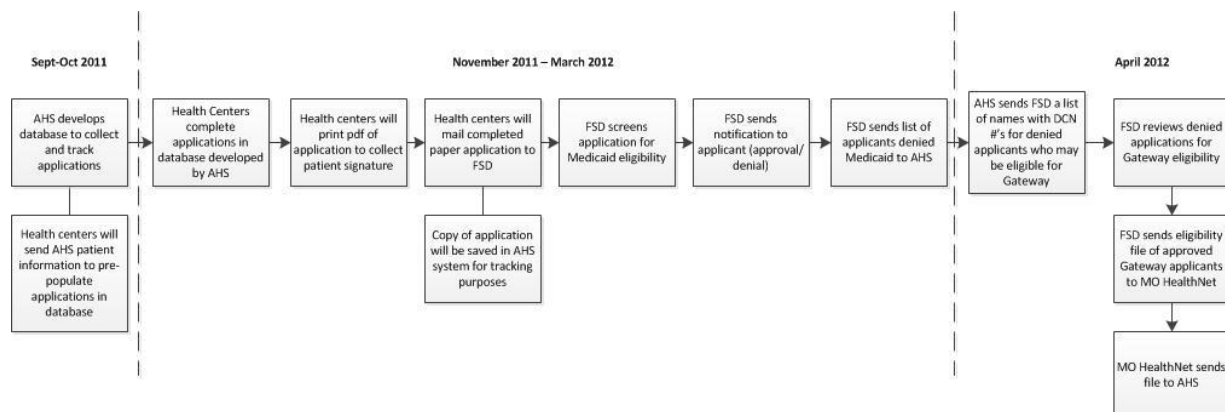 Sept-Oct 2011
November 2011 – March 2012
April 2012
AHS develops
database to collect
and track
applications
Health centers will
send AHS patient
information to pre-
populate
applications in
database
Health Centers
complete
applications in
database developed
by AHS
Health centers will
print pdf of
application to collect
patient signature
Health centers will
mail completed
paper application to
FSD
Copy of application
will be saved in AHS
system for tracking
purposes
FSD screens
application for
Medicaid eligibility
FSD sends
notification to
applicant (approval/
denial)
FSD sends list of
applicants denied
Medicaid to AHS
AHS sends FSD a list
of names with DCN
#'s for denied
applicants who may
be eligible for
Gateway
FSD reviews denied
applications for
Gateway eligibility
FSD sends eligibility
file of approved
Gateway applicants
to MO HealthNet
MO HealthNet sends
file to AHS